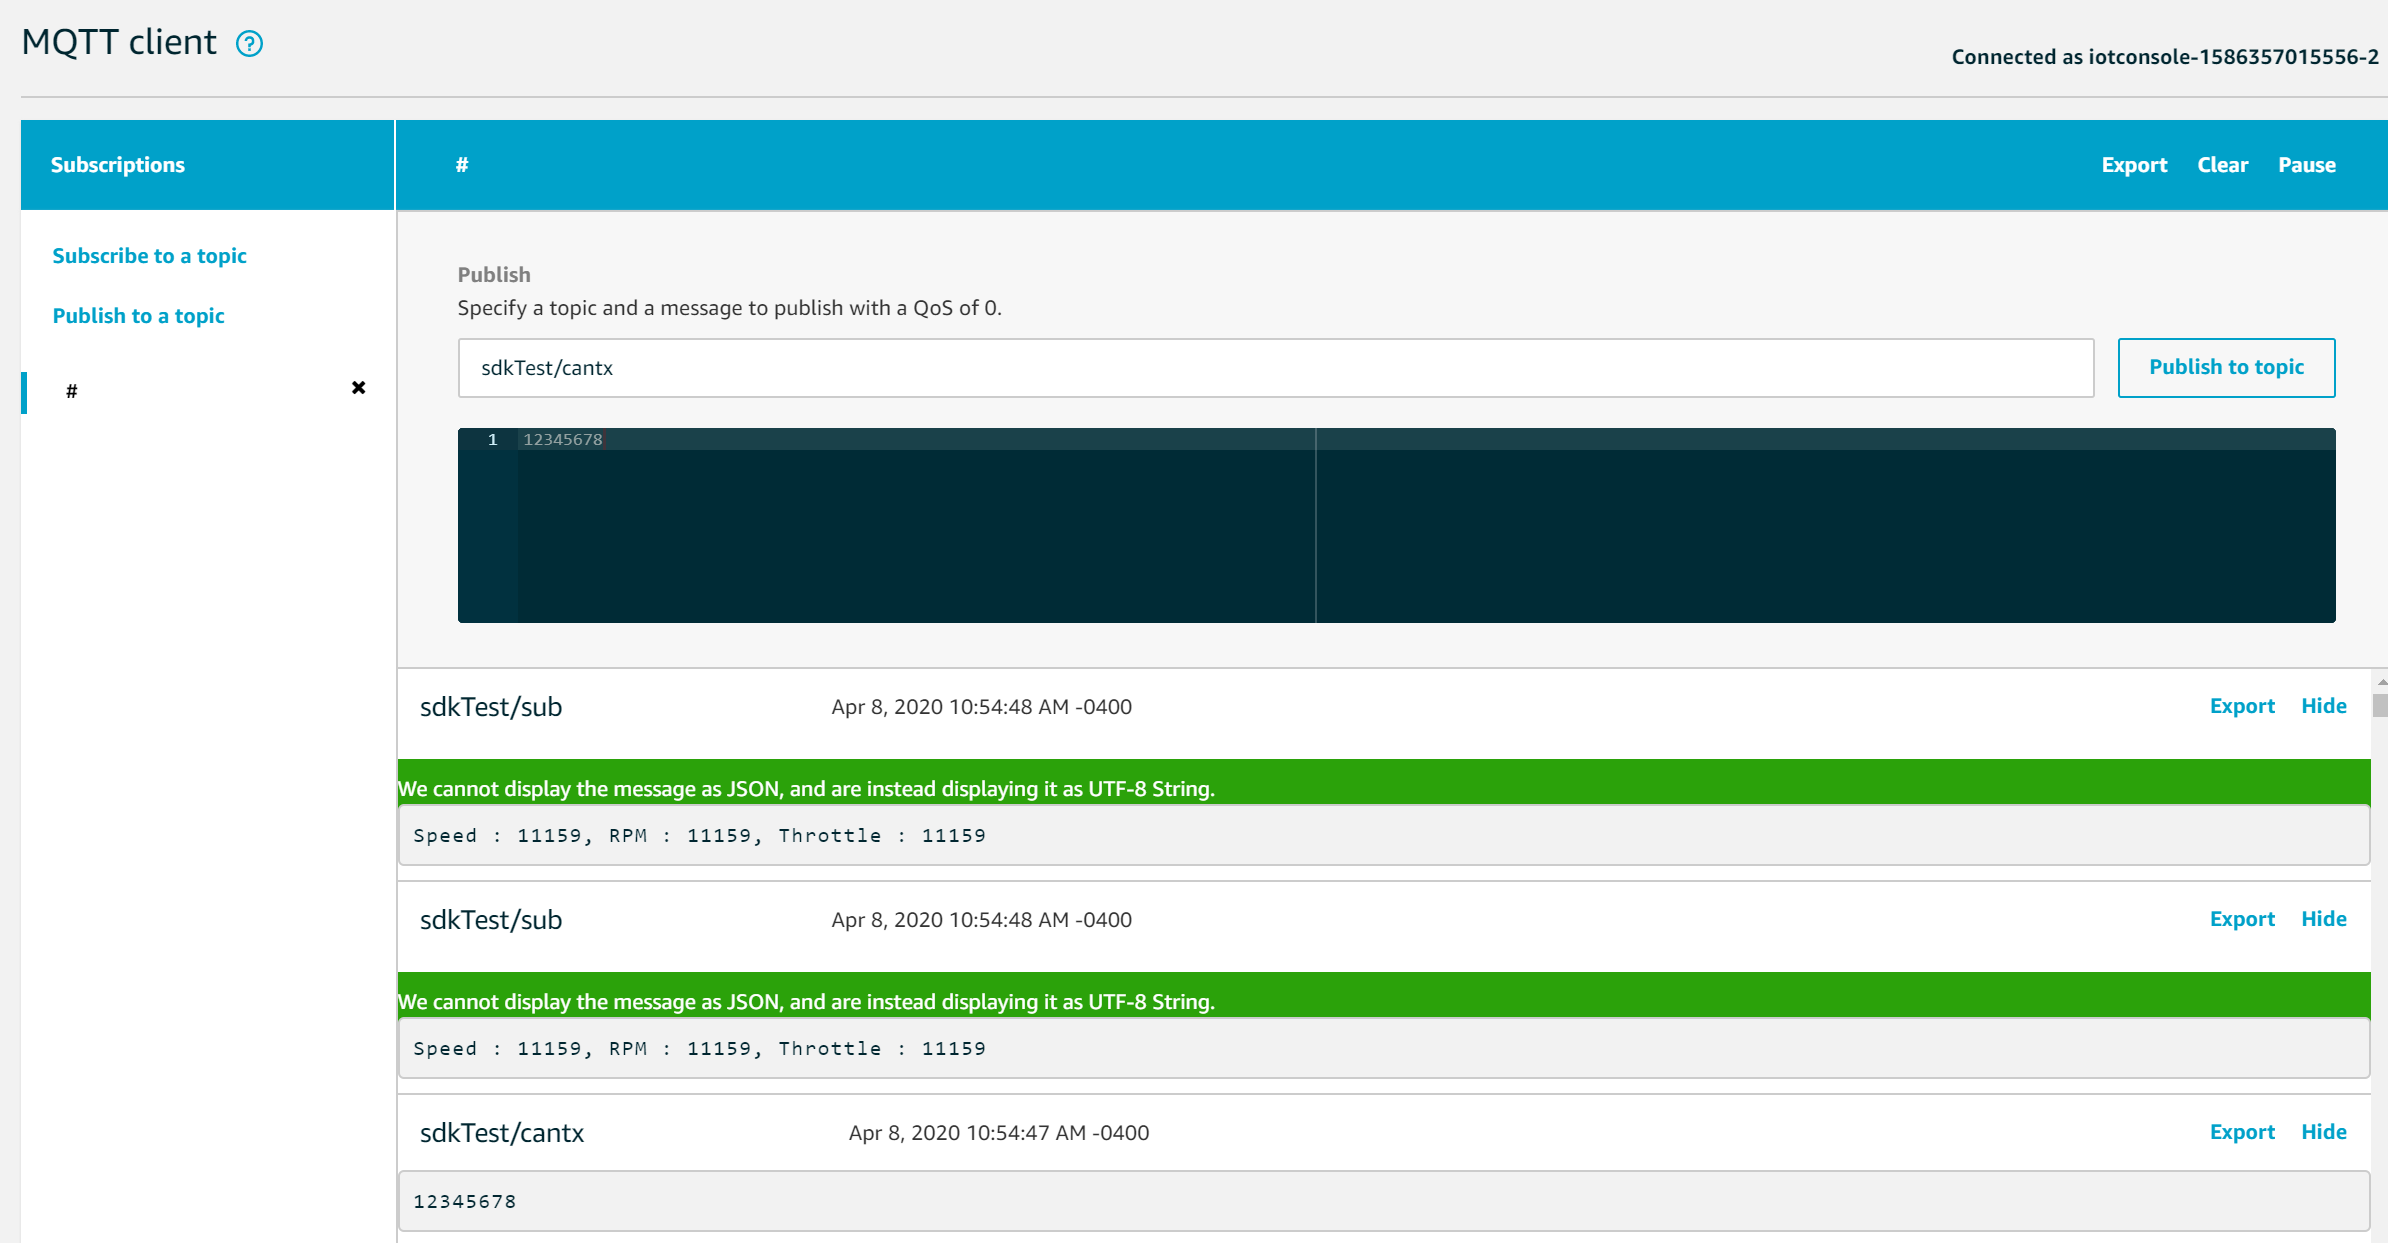 MQTT client ?
Connected as iotconsole-1586357015556-2
Subscriptions
#
Export Clear Pause
Subscribe to a topic
Publish to a topic
#
Publish
Specify a topic and a message to publish with a QoS of 0.
sdkTest/cantx
Publish to topic
1 12345678
sdkTest/sub Apr 8, 2020 10:54:48 AM -0400 Export Hide
We cannot display the message as JSON, and are instead displaying it as UTF-8 String.
Speed : 11159, RPM : 11159, Throttle : 11159
sdkTest/sub Apr 8, 2020 10:54:48 AM -0400 Export Hide
We cannot display the message as JSON, and are instead displaying it as UTF-8 String.
Speed : 11159, RPM : 11159, Throttle : 11159
sdkTest/cantx Apr 8, 2020 10:54:47 AM -0400 Export Hide
12345678